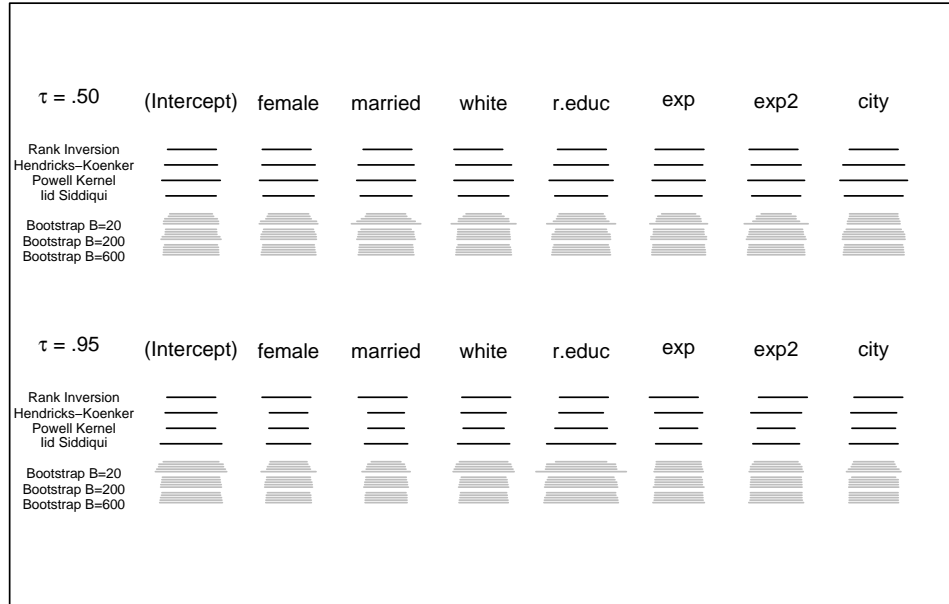 τ = .50 (Intercept) female married white r.educ exp exp2 city
Rank Inversion
Hendricks−Koenker
Powell Kernel
Iid Siddiqui
Bootstrap B=20
Bootstrap B=200
Bootstrap B=600
τ = .95 (Intercept) female married white r.educ exp exp2 city
Rank Inversion
Hendricks−Koenker
Powell Kernel
Iid Siddiqui
Bootstrap B=20
Bootstrap B=200
Bootstrap B=600